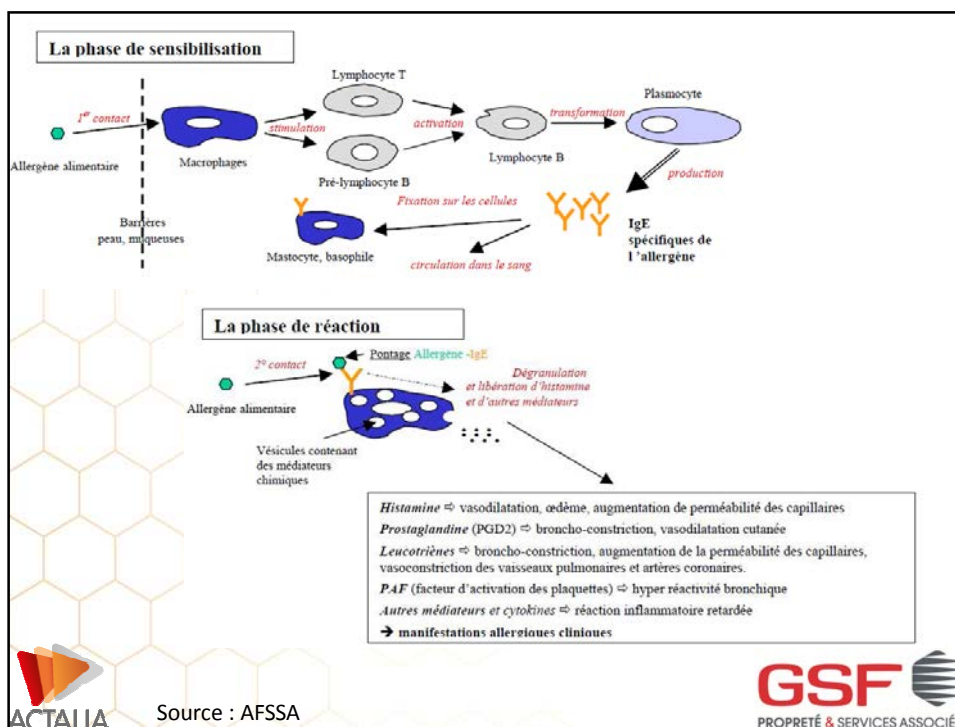 La phase de sensibilisation
Lymphocyte T
Plasmocyte
1er contact
stimulation
activation
transformation
Allergène alimentaire
Macrophages
Lymphocyte B
Pré-lymphocyte B
production
Fixation sur les cellules
Barrières
peau, muqueuses
IgE
spécifiques de
l 'allergène
Mastocyte, basophile
circulation dans le sang
La phase de réaction
Pontage Allergène -IgE
2° contact
Dégranulation
et libération d'histamine
et d'autres médiateurs
Allergène alimentaire
Vésicules contenant
des médiateurs
chimiques
Histamine ⇨ vasodilatation, œdème, augmentation de perméabilité des capillaires
Prostaglandine (PGD2) ⇨ broncho-constriction, vasodilatation cutanée
Leucotriènes ⇨ broncho-constriction, augmentation de la perméabilité des capillaires,
vasoconstriction des vaisseaux pulmonaires et artères coronaires.
PAF (facteur d'activation des plaquettes) ⇨ hyper réactivité bronchique
Autres médiateurs et cytokines ⇨ réaction inflammatoire retardée
→ manifestations allergiques cliniques
ACTALIA
Source : AFSSA
GSF
PROPRETÉ & SERVICES ASSOCIÉ